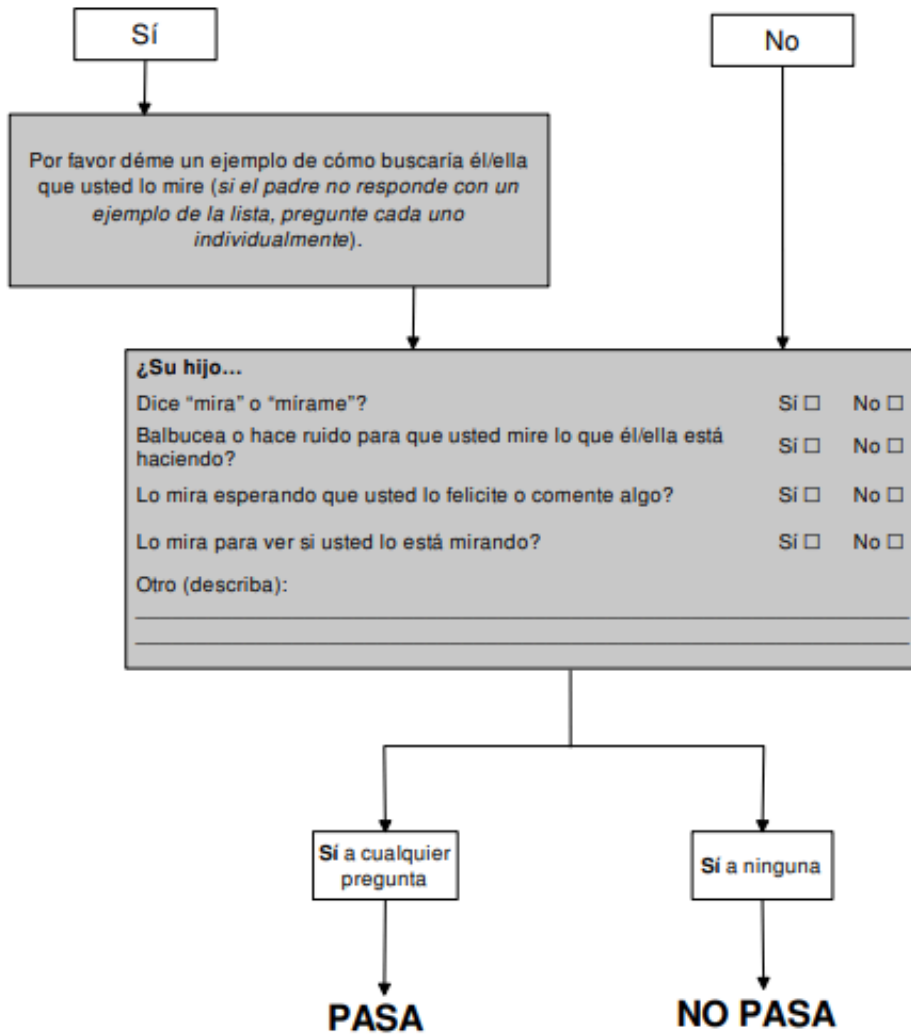 Sí
No
Por favor déme un ejemplo de cómo buscaría él/ella
que usted lo mire (si el padre no responde con un
ejemplo de la lista, pregunte cada uno
individualmente).
¿Su hijo...
Dice “mira” o “mírame”? Sí ☐ No ☐
Balbucea o hace ruido para que usted mire lo que él/ella está
haciendo? Sí ☐ No ☐
Lo mira esperando que usted lo felicite o comente algo? Sí ☐ No ☐
Lo mira para ver si usted lo está mirando? Sí ☐ No ☐
Otro (describa):
Sí a cualquier
pregunta
Sí a ninguna
PASA
NO PASA